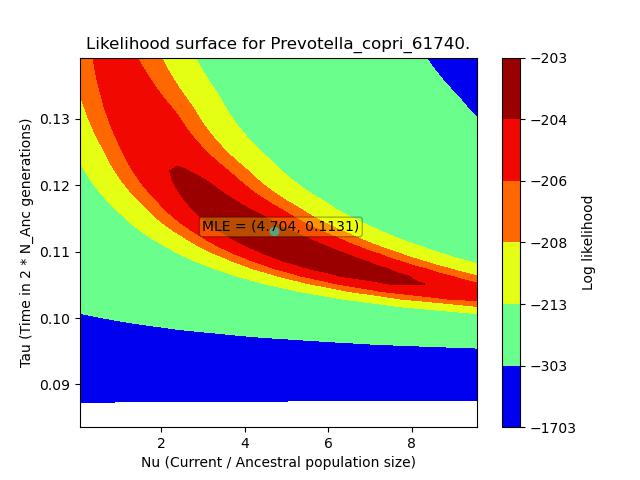 Likelihood surface for Prevotella_copri_61740.
Tau (Time in 2 * N_Anc generations)
0.13
0.12
0.11
0.10
0.09
MLE = (4.704, 0.1131)
2 4 6 8
Nu (Current / Ancestral population size)
−203
−204
−206
−208
−213
−303
−1703
Log likelihood